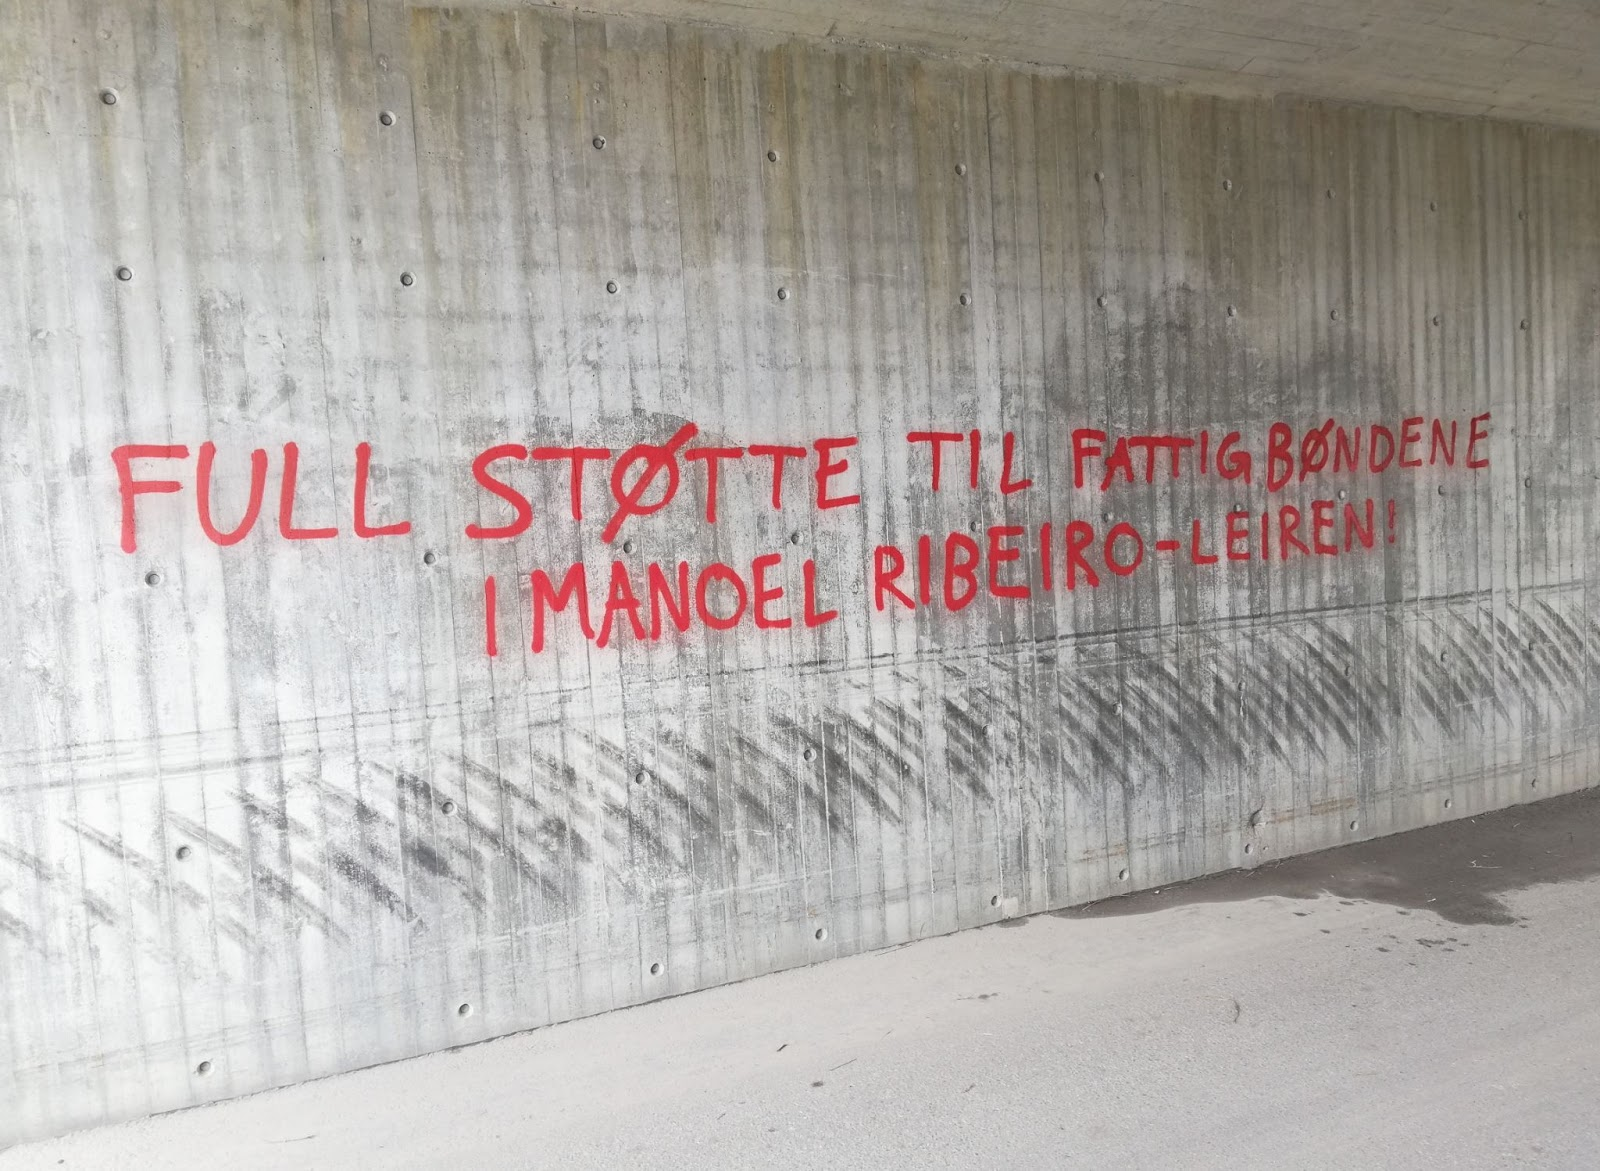 FULL STØTTE TIL FATTIGBØNDENE
I MANOEL RIBEIRO-LEIREN!